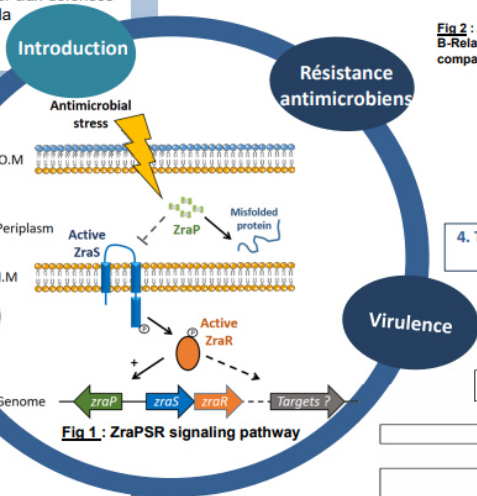 la
Introduction
Fig 2 :
B-Rela
compa
Résistance
antimicrobiens
Antimicrobial
stress
O.M
Periplasm
ZraP
Misfolded
protein
Active
ZraS
4. T
I.M
P
P
Active
ZraR
Virulence
+
Genome
zraP
zraS
zraR
Targets ?
Fig 1 : ZraPSR signaling pathway